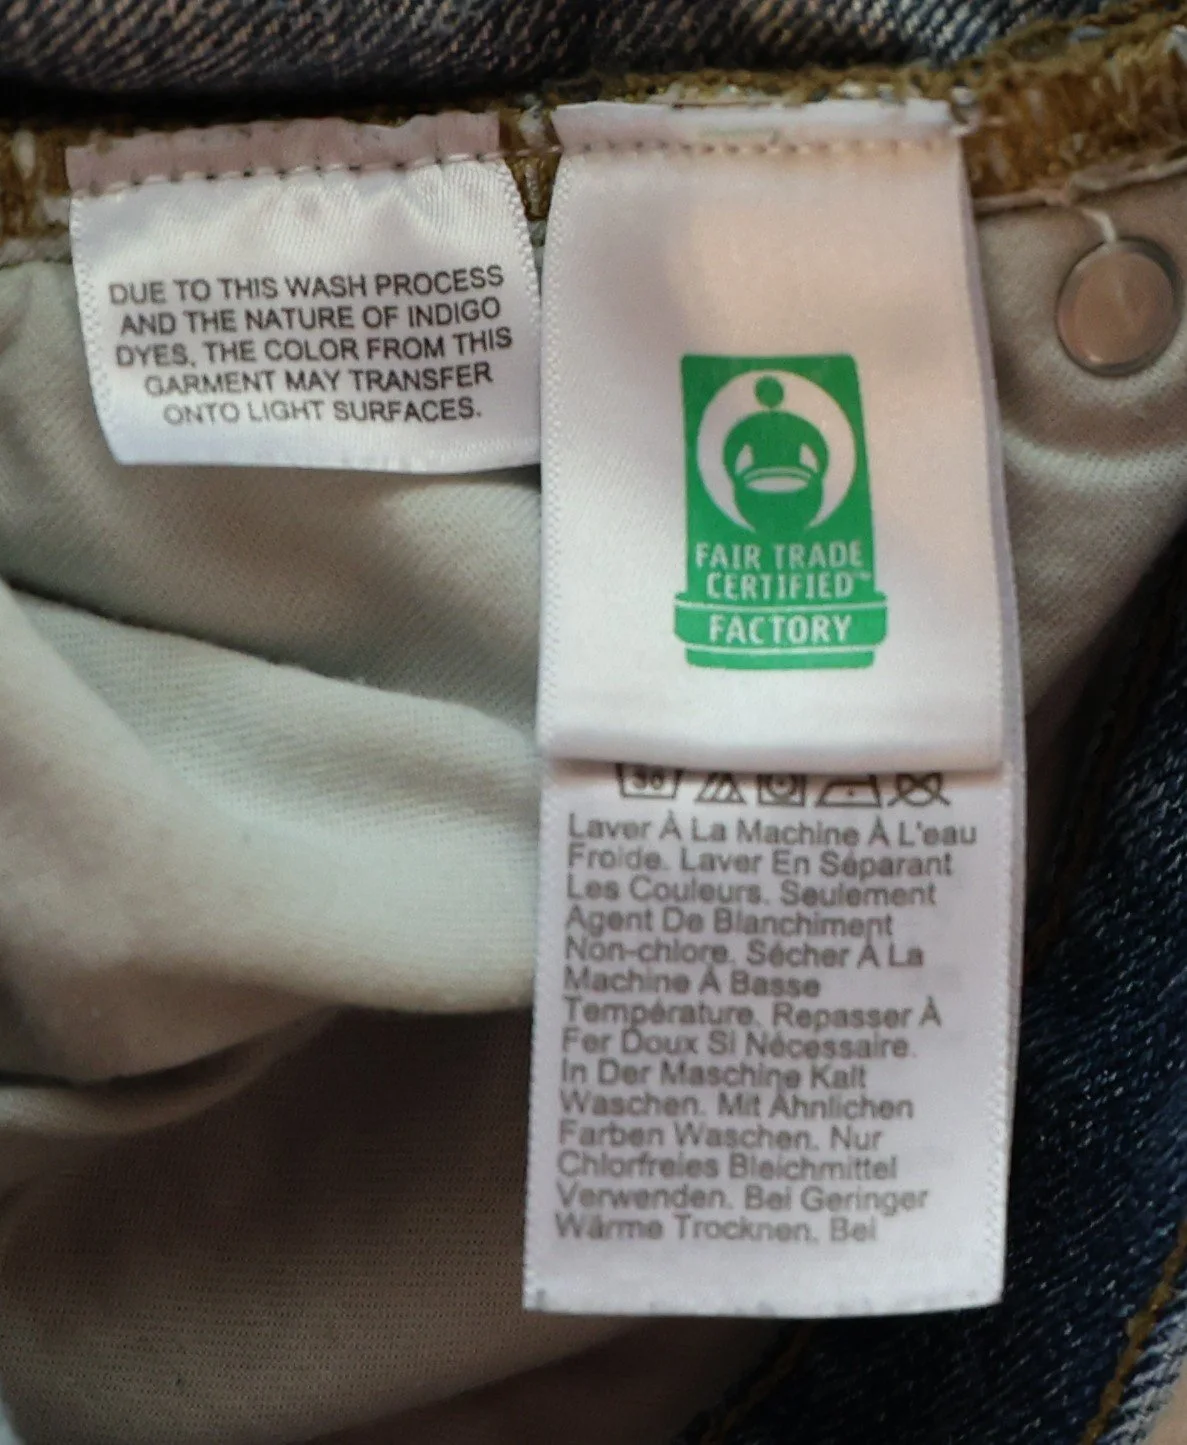 DUE TO THIS WASH PROCESS
AND THE NATURE OF INDIGO
DYES, THE COLOR FROM THIS
GARMENT MAY TRANSFER
ONTO LIGHT SURFACES.
FAIR TRADE
CERTIFIED™
FACTORY
30
Laver À La Machine À L'eau
Froide. Laver En Séparant
Les Couleurs. Seulement
Agent De Blanchiment
Non-chlore. Sécher À La
Machine À Basse
Température. Repasser À
Fer Doux Si Nécessaire.
In Der Maschine Kalt
Waschen. Mit Ähnlichen
Farben Waschen. Nur
Chlorfreies Bleichmittel
Verwenden. Bei Geringer
Wärme Trocknen. Bei